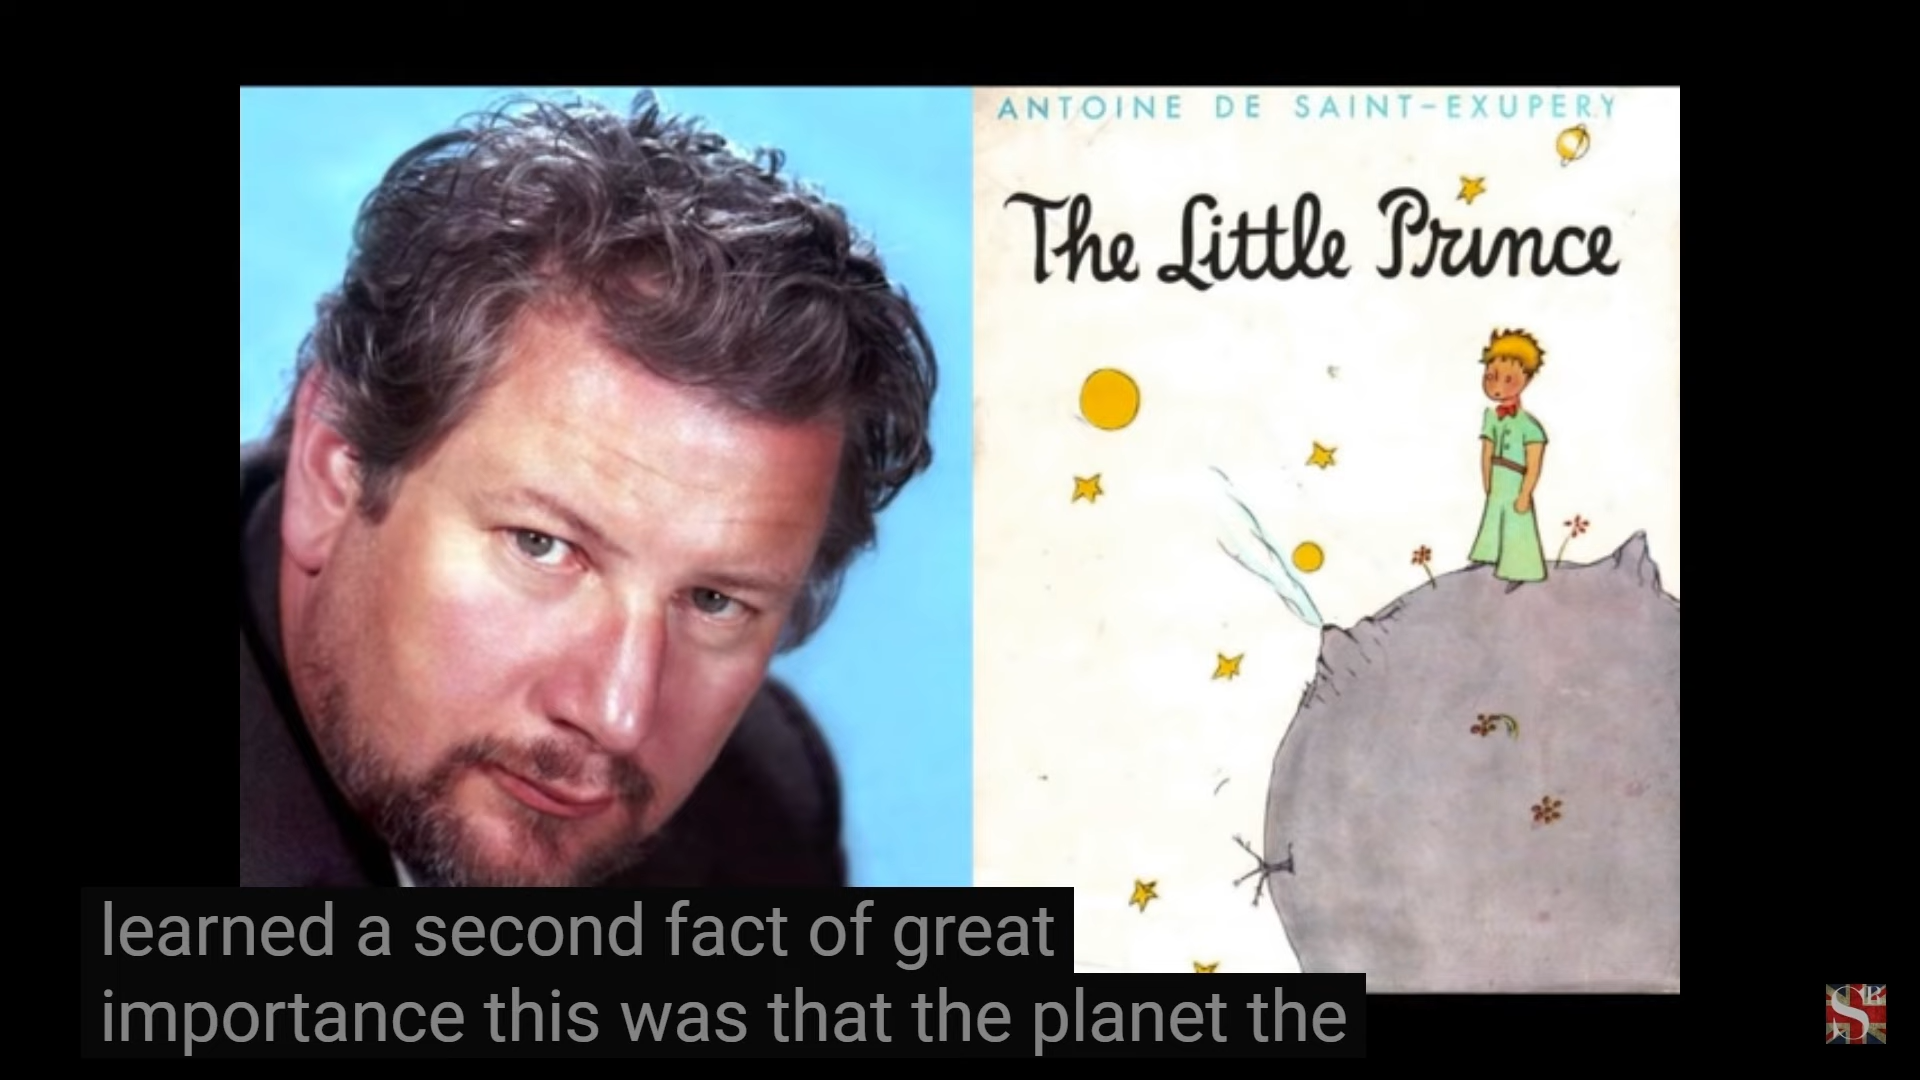 ANTOINE DE SAINT-EXUPERY
The Little Prince
learned a second fact of great
importance this was that the planet the